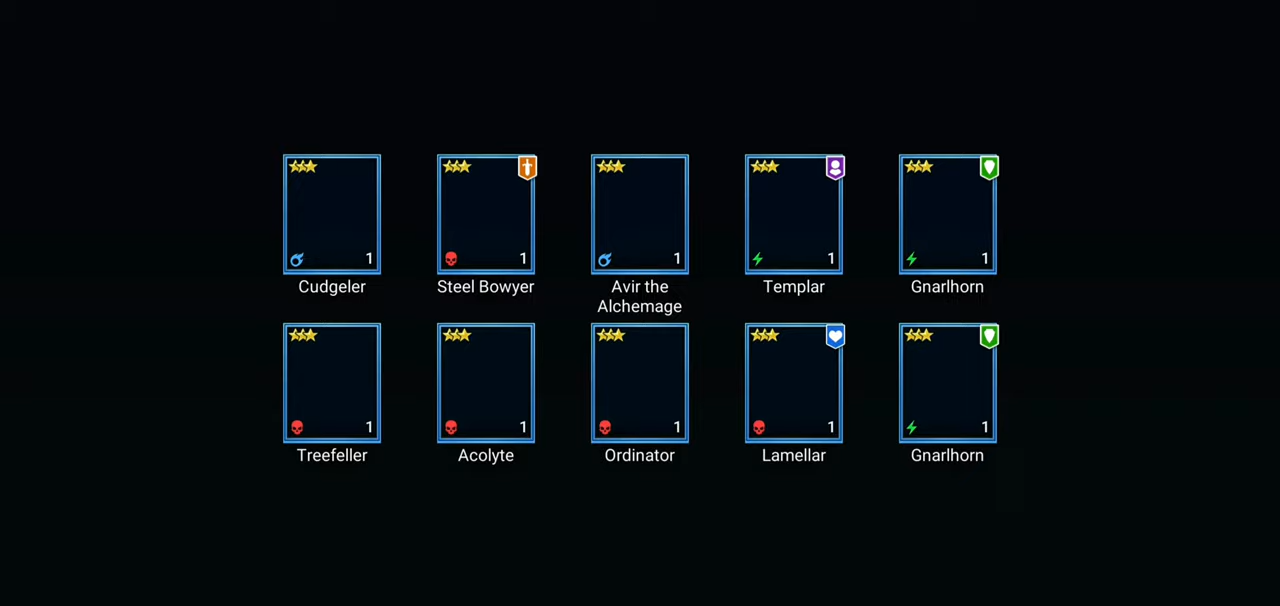 1 1 1 1 1
Cudgeler Steel Bowyer Avir the Templar Gnarlhorn
Alchemage
1 1 1 1 1
Treefeller Acolyte Ordinator Lamellar Gnarlhorn